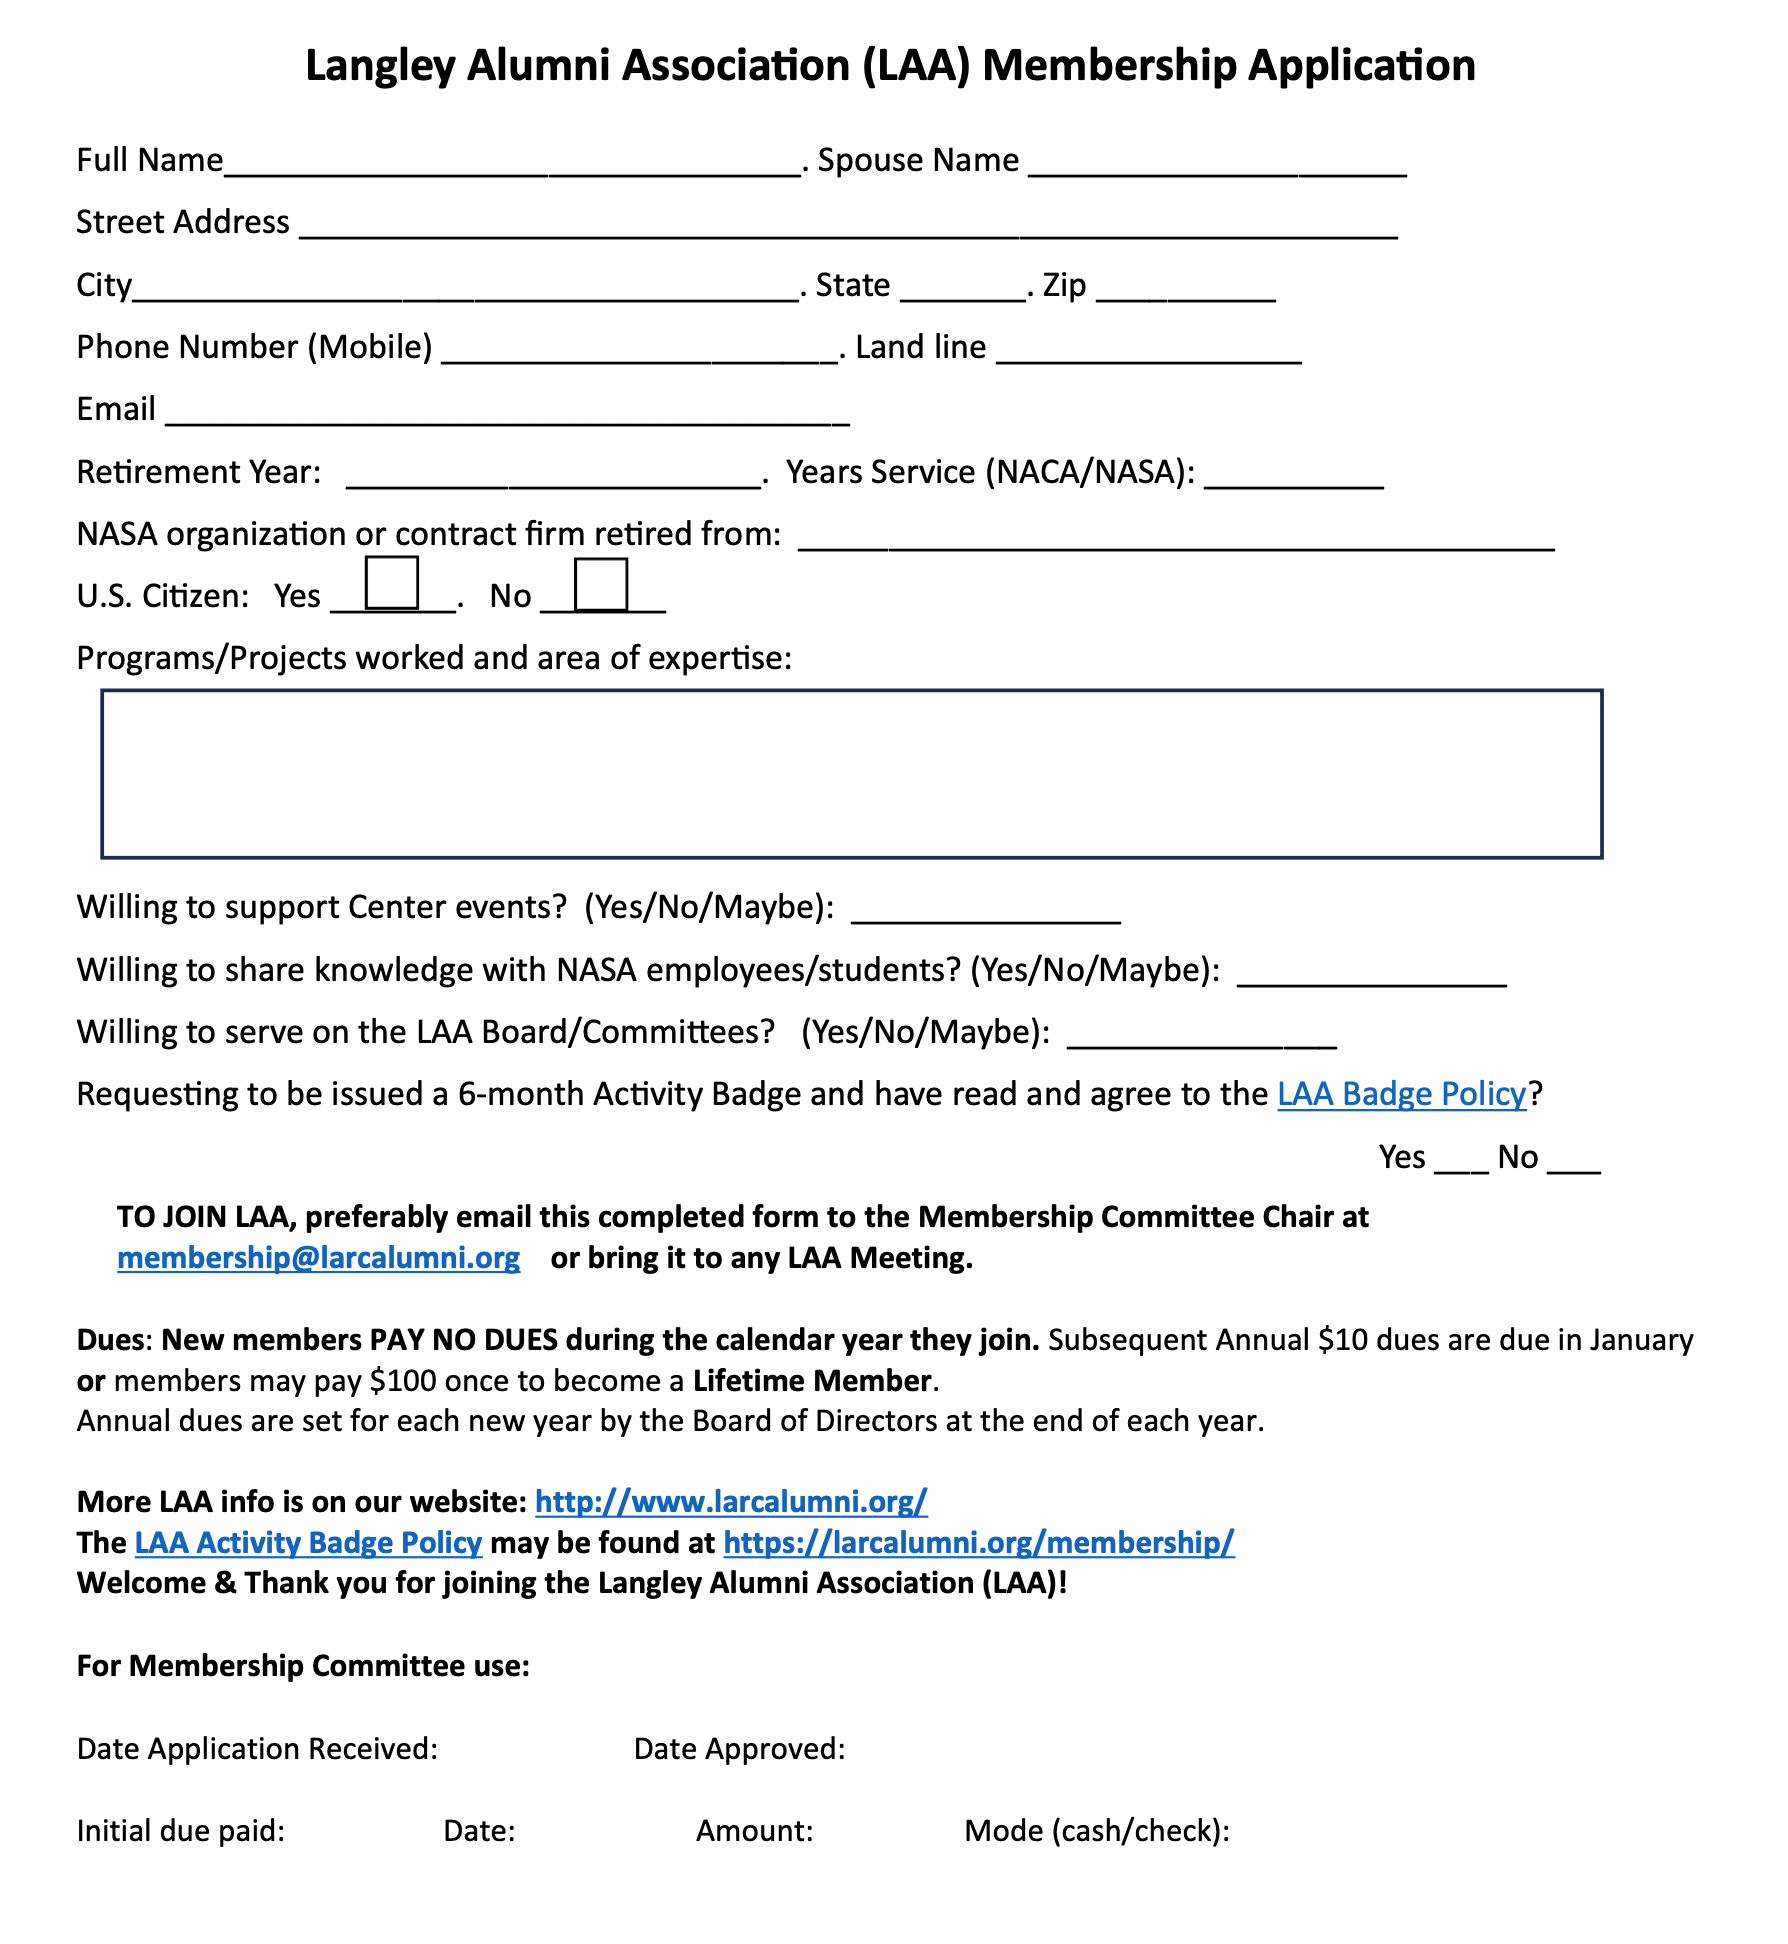 Langley Alumni Association (LAA) Membership Application
Full Name________________________________. Spouse Name _____________________
Street Address _____________________________________________________________
City_____________________________________. State _______. Zip __________
Phone Number (Mobile) ______________________. Land line _________________
Email ______________________________________
Retirement Year: _______________________. Years Service (NACA/NASA): __________
NASA organization or contract firm retired from: __________________________________________
U.S. Citizen: Yes _______. No _______
Programs/Projects worked and area of expertise:
Willing to support Center events? (Yes/No/Maybe): _______________
Willing to share knowledge with NASA employees/students? (Yes/No/Maybe): _______________
Willing to serve on the LAA Board/Committees? (Yes/No/Maybe): _______________
Requesting to be issued a 6-month Activity Badge and have read and agree to the LAA Badge Policy?
Yes ___ No ___
TO JOIN LAA, preferably email this completed form to the Membership Committee Chair at
membership@larcalumni.org or bring it to any LAA Meeting.
Dues: New members PAY NO DUES during the calendar year they join. Subsequent Annual $10 dues are due in January
or members may pay $100 once to become a Lifetime Member.
Annual dues are set for each new year by the Board of Directors at the end of each year.
More LAA info is on our website: http://www.larcalumni.org/
The LAA Activity Badge Policy may be found at https://larcalumni.org/membership/
Welcome & Thank you for joining the Langley Alumni Association (LAA)!
For Membership Committee use:
Date Application Received: Date Approved:
Initial due paid: Date: Amount: Mode (cash/check):